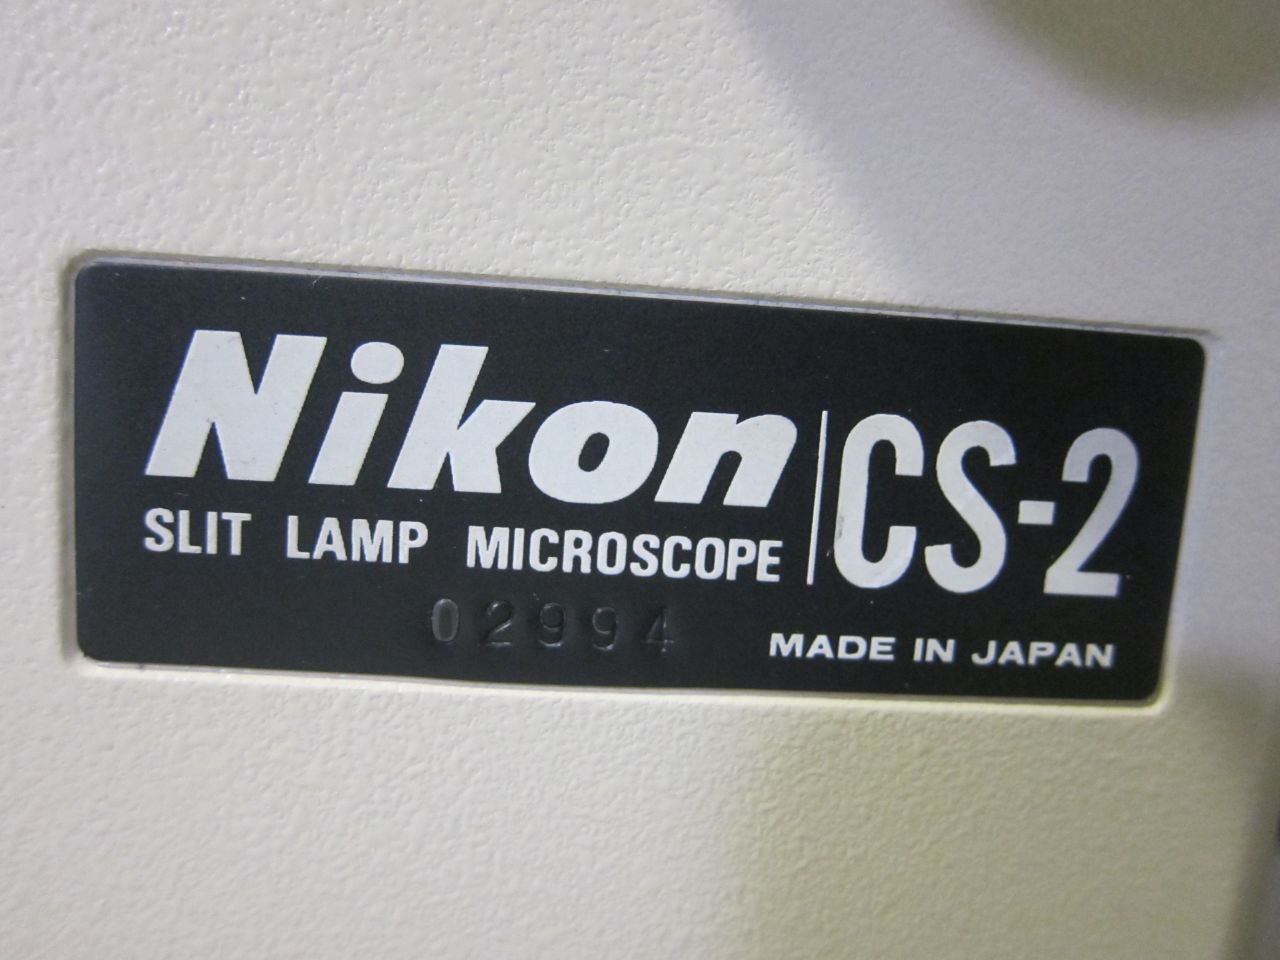 Nikon CS-2
SLIT LAMP MICROSCOPE
02994
MADE IN JAPAN